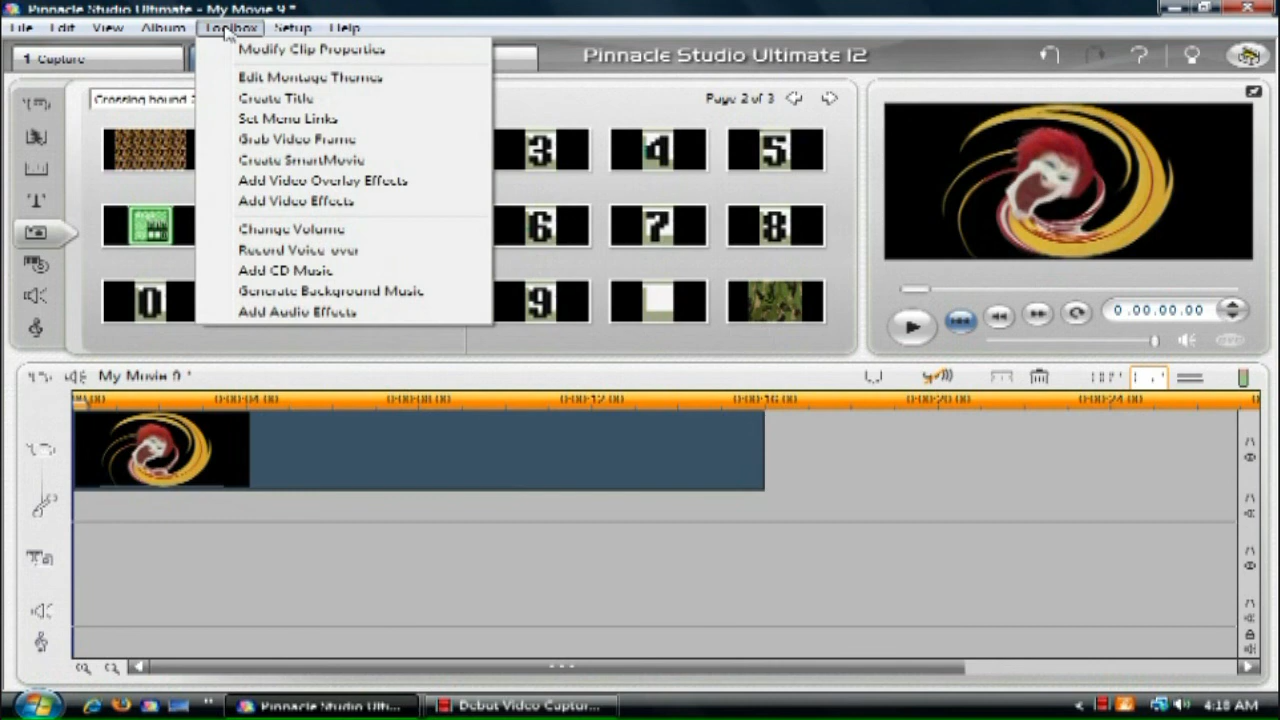 Pinnacle Studio Ultimate - My Movie 9 *
File Edit View Album Toolbox Setup Help
1 Capture
Pinnacle Studio Ultimate 12
Modify Clip Properties
Edit Montage Themes
Create Title
Set Menu Links
Grab Video Frame
Create SmartMovie
Add Video Overlay Effects
Add Video Effects
Change Volume
Record Voice-over
Add CD Music
Generate Background Music
Add Audio Effects
Crossing bound
Page 2 of 3
3 4 5
6 7 8
0 9
0:00:00.00
My Movie 9 *
0:00:04.00 0:00:08.00 0:00:12.00 0:00:16.00 0:00:20.00 0:00:24.00
Pinnacle Studio Ulti...
Debut Video Captur...
4:18 AM